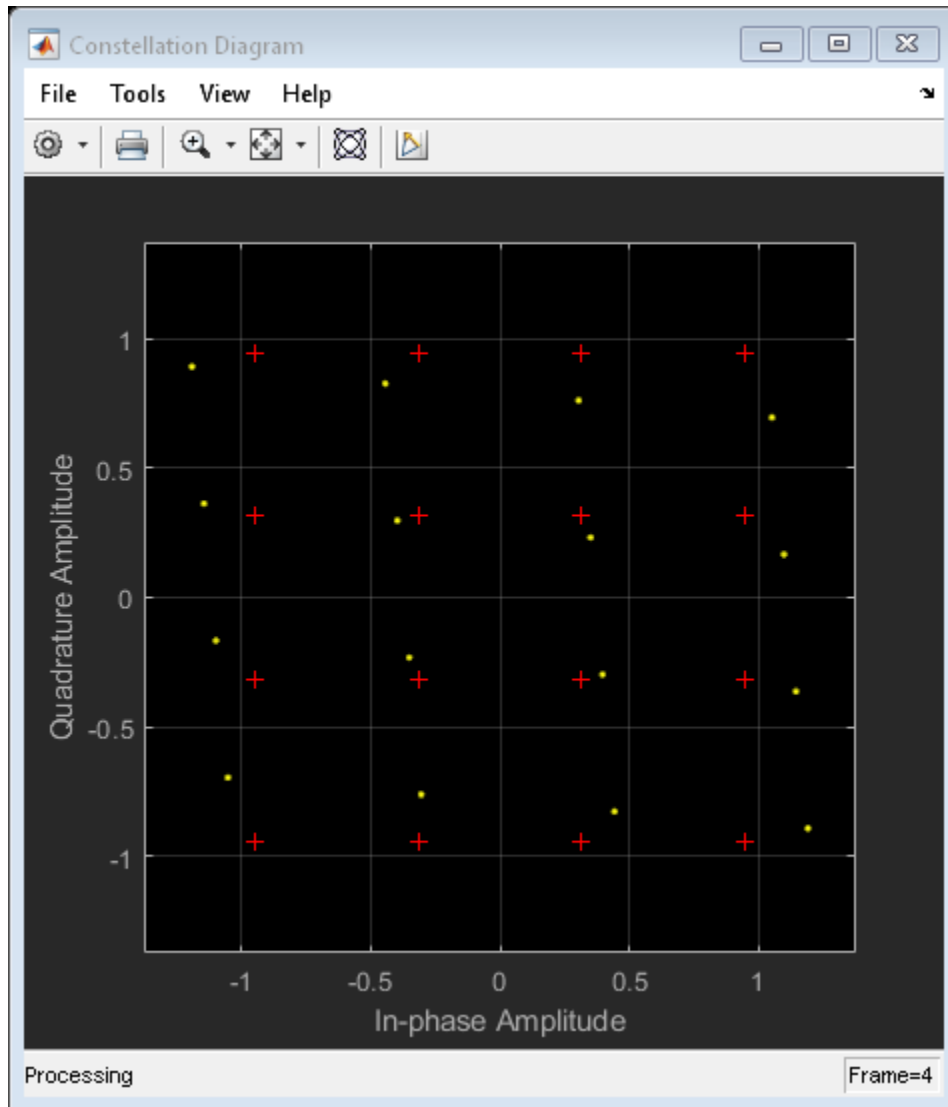 Constellation Diagram
File Tools View Help
1
0.5
0
-0.5
-1
Quadrature Amplitude
-1 -0.5 0 0.5 1
In-phase Amplitude
Processing Frame=4